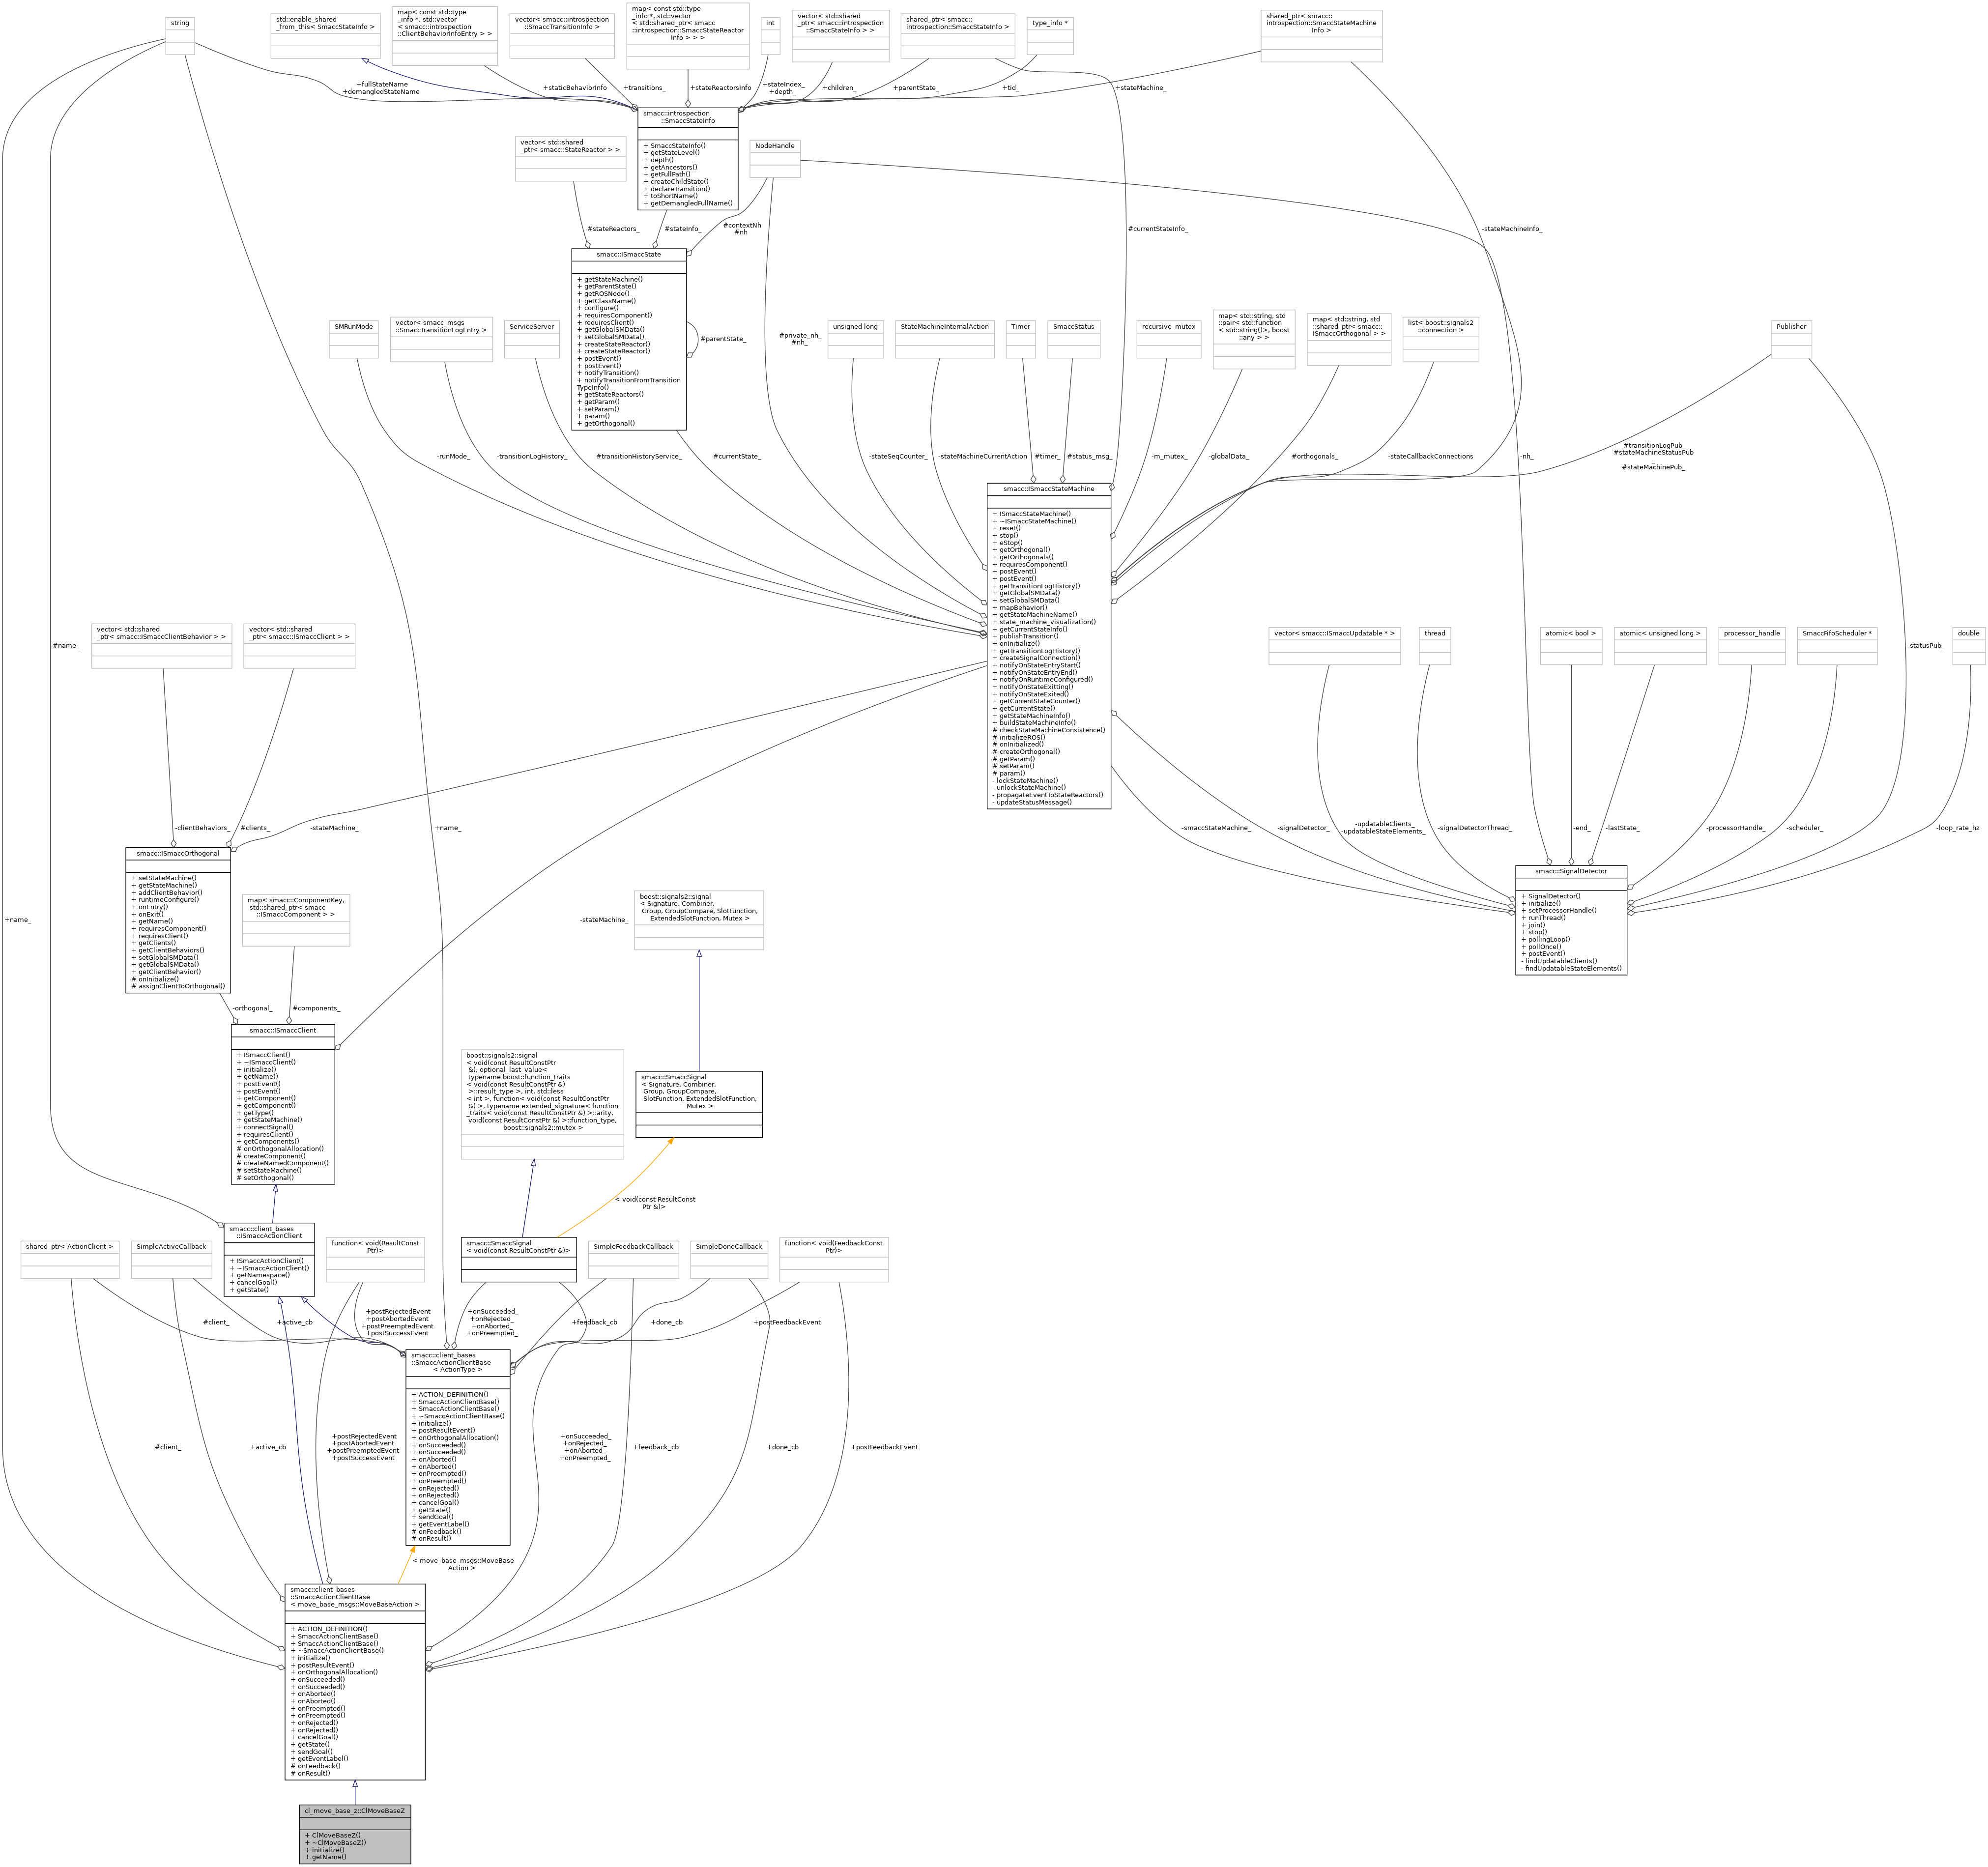 string
std::enable_shared
_from_this< SmaccStateInfo >
map< const std::type
_info *, std::vector
< smacc::introspection
::ClientBehaviorInfoEntry > >
vector< smacc::introspection
::SmaccTransitionInfo >
map< const std::type
_info *, std::vector
< std::shared_ptr< smacc
::introspection::SmaccStateReactor
Info > > >
int
vector< std::shared
_ptr< smacc::introspection
::SmaccStateInfo > >
shared_ptr< smacc::
introspection::SmaccStateInfo >
type_info *
shared_ptr< smacc::
introspection::SmaccStateMachine
Info >
+fullStateName
+demangledStateName
+staticBehaviorInfo
+transitions_
+stateReactorsInfo
+stateIndex_
+depth_
+children_
+parentState_
+tid_
+stateMachine_
smacc::introspection
::SmaccStateInfo
+ SmaccStateInfo()
+ getStateLevel()
+ depth()
+ getAncestors()
+ getFullPath()
+ createChildState()
+ declareTransition()
+ toShortName()
+ getDemangledFullName()
vector< std::shared
_ptr< smacc::StateReactor > >
NodeHandle
#stateReactors_
#stateInfo_
#contextNh
#nh
#currentStateInfo_
-stateMachineInfo_
smacc::ISmaccState
+ getStateMachine()
+ getParentState()
+ getROSNode()
+ getClassName()
+ configure()
+ requiresComponent()
+ requiresClient()
+ getGlobalSMData()
+ setGlobalSMData()
+ createStateReactor()
+ createStateReactor()
+ postEvent()
+ postEvent()
+ notifyTransition()
+ notifyTransitionFromTransition
TypeInfo()
+ getStateReactors()
+ getParam()
+ setParam()
+ param()
+ getOrthogonal()
#parentState_
SMRunMode
vector< smacc_msgs
::SmaccTransitionLogEntry >
ServiceServer
#private_nh_
#nh_
unsigned long
StateMachineInternalAction
Timer
SmaccStatus
recursive_mutex
map< std::string, std
::pair< std::function
< std::string()>, boost
::any > >
map< std::string, std
::shared_ptr< smacc::
ISmaccOrthogonal > >
list< boost::signals2
::connection >
Publisher
-runMode_
-transitionLogHistory_
#transitionHistoryService_
#currentState_
-stateSeqCounter_
-stateMachineCurrentAction
#timer_
#status_msg_
-m_mutex_
-globalData_
#orthogonals_
-stateCallbackConnections
-nh_
#transitionLogPub_
#stateMachineStatusPub
_
#stateMachinePub_
smacc::ISmaccStateMachine
+ ISmaccStateMachine()
+ ~ISmaccStateMachine()
+ reset()
+ stop()
+ eStop()
+ getOrthogonal()
+ getOrthogonals()
+ requiresComponent()
+ postEvent()
+ postEvent()
+ getTransitionLogHistory()
+ getGlobalSMData()
+ setGlobalSMData()
+ mapBehavior()
+ getStateMachineName()
+ state_machine_visualization()
+ getCurrentStateInfo()
+ publishTransition()
+ onInitialize()
+ getTransitionLogHistory()
+ createSignalConnection()
+ notifyOnStateEntryStart()
+ notifyOnStateEntryEnd()
+ notifyOnRuntimeConfigured()
+ notifyOnStateExitting()
+ notifyOnStateExited()
+ getCurrentStateCounter()
+ getCurrentState()
+ getStateMachineInfo()
+ buildStateMachineInfo()
# checkStateMachineConsistence()
# initializeROS()
# onInitialized()
# createOrthogonal()
# getParam()
# setParam()
# param()
- lockStateMachine()
- unlockStateMachine()
- propagateEventToStateReactors()
- updateStatusMessage()
#name_
vector< std::shared
_ptr< smacc::ISmaccClientBehavior > >
vector< std::shared
_ptr< smacc::ISmaccClient > >
vector< smacc::ISmaccUpdatable * >
thread
atomic< bool >
atomic< unsigned long >
processor_handle
SmaccFifoScheduler *
double
-statusPub_
-clientBehaviors_
#clients_
-stateMachine_
+name_
-smaccStateMachine_
-signalDetector_
-updatableClients_
-updatableStateElements_
-signalDetectorThread_
-end_
-lastState_
-processorHandle_
-scheduler_
-loop_rate_hz
smacc::ISmaccOrthogonal
+ setStateMachine()
+ getStateMachine()
+ addClientBehavior()
+ runtimeConfigure()
+ onEntry()
+ onExit()
+ getName()
+ requiresComponent()
+ requiresClient()
+ getClients()
+ getClientBehaviors()
+ setGlobalSMData()
+ getGlobalSMData()
+ getClientBehavior()
# onInitialize()
# assignClientToOrthogonal()
smacc::SignalDetector
+ SignalDetector()
+ initialize()
+ setProcessorHandle()
+ runThread()
+ join()
+ stop()
+ pollingLoop()
+ pollOnce()
+ postEvent()
- findUpdatableClients()
- findUpdatableStateElements()
+name_
map< smacc::ComponentKey,
std::shared_ptr< smacc
::ISmaccComponent > >
-stateMachine_
boost::signals2::signal
< Signature, Combiner,
Group, GroupCompare, SlotFunction,
ExtendedSlotFunction, Mutex >
-orthogonal_
#components_
smacc::ISmaccClient
+ ISmaccClient()
+ ~ISmaccClient()
+ initialize()
+ getName()
+ postEvent()
+ postEvent()
+ getComponent()
+ getComponent()
+ getType()
+ getStateMachine()
+ connectSignal()
+ requiresClient()
+ getComponents()
# onOrthogonalAllocation()
# createComponent()
# createNamedComponent()
# setStateMachine()
# setOrthogonal()
boost::signals2::signal
< void(const ResultConstPtr
&), optional_last_value<
typename boost::function_traits
< void(const ResultConstPtr &)
>::result_type >, int, std::less
< int >, function< void(const ResultConstPtr
&) >, typename extended_signature< function
_traits< void(const ResultConstPtr &) >::arity,
void(const ResultConstPtr &) >::function_type,
boost::signals2::mutex >
smacc::SmaccSignal
< Signature, Combiner,
Group, GroupCompare,
SlotFunction, ExtendedSlotFunction,
Mutex >
< void(const ResultConst
Ptr &)>
smacc::client_bases
::ISmaccActionClient
+ ISmaccActionClient()
+ ~ISmaccActionClient()
+ getNamespace()
+ cancelGoal()
+ getState()
shared_ptr< ActionClient >
SimpleActiveCallback
function< void(ResultConst
Ptr)>
smacc::SmaccSignal
< void(const ResultConstPtr &)>
SimpleFeedbackCallback
SimpleDoneCallback
function< void(FeedbackConst
Ptr)>
#client_
+active_cb
+postRejectedEvent
+postAbortedEvent
+postPreemptedEvent
+postSuccessEvent
+onSucceeded_
+onRejected_
+onAborted_
+onPreempted_
+feedback_cb
+done_cb
+postFeedbackEvent
smacc::client_bases
::SmaccActionClientBase
< ActionType >
+ ACTION_DEFINITION()
+ SmaccActionClientBase()
+ SmaccActionClientBase()
+ ~SmaccActionClientBase()
+ initialize()
+ postResultEvent()
+ onOrthogonalAllocation()
+ onSucceeded()
+ onSucceeded()
+ onAborted()
+ onAborted()
+ onPreempted()
+ onPreempted()
+ onRejected()
+ onRejected()
+ cancelGoal()
+ getState()
+ sendGoal()
+ getEventLabel()
# onFeedback()
# onResult()
#client_
+active_cb
+postRejectedEvent
+postAbortedEvent
+postPreemptedEvent
+postSuccessEvent
+onSucceeded_
+onRejected_
+onAborted_
+onPreempted_
+feedback_cb
+done_cb
+postFeedbackEvent
< move_base_msgs::MoveBase
Action >
smacc::client_bases
::SmaccActionClientBase
< move_base_msgs::MoveBaseAction >
+ ACTION_DEFINITION()
+ SmaccActionClientBase()
+ SmaccActionClientBase()
+ ~SmaccActionClientBase()
+ initialize()
+ postResultEvent()
+ onOrthogonalAllocation()
+ onSucceeded()
+ onSucceeded()
+ onAborted()
+ onAborted()
+ onPreempted()
+ onPreempted()
+ onRejected()
+ onRejected()
+ cancelGoal()
+ getState()
+ sendGoal()
+ getEventLabel()
# onFeedback()
# onResult()
cl_move_base_z::ClMoveBaseZ
+ ClMoveBaseZ()
+ ~ClMoveBaseZ()
+ initialize()
+ getName()